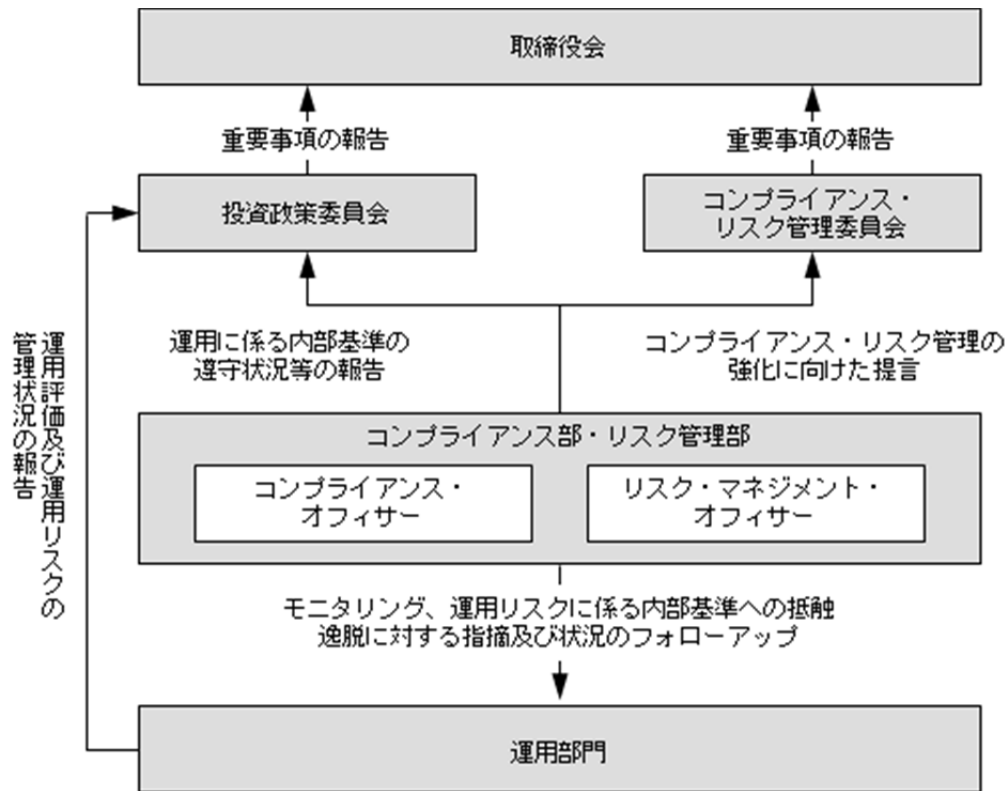 取締役会
重要事項の報告
重要事項の報告
投資政策委員会
コンプライアンス・
リスク管理委員会
運用評価及び運用リスクの
管理状況の報告
運用に係る内部基準の
遵守状況等の報告
コンプライアンス・リスク管理の
強化に向けた提言
コンプライアンス部・リスク管理部
コンプライアンス・
オフィサー
リスク・マネジメント・
オフィサー
モニタリング、運用リスクに係る内部基準への抵触
逸脱に対する指摘及び状況のフォローアップ
運用部門